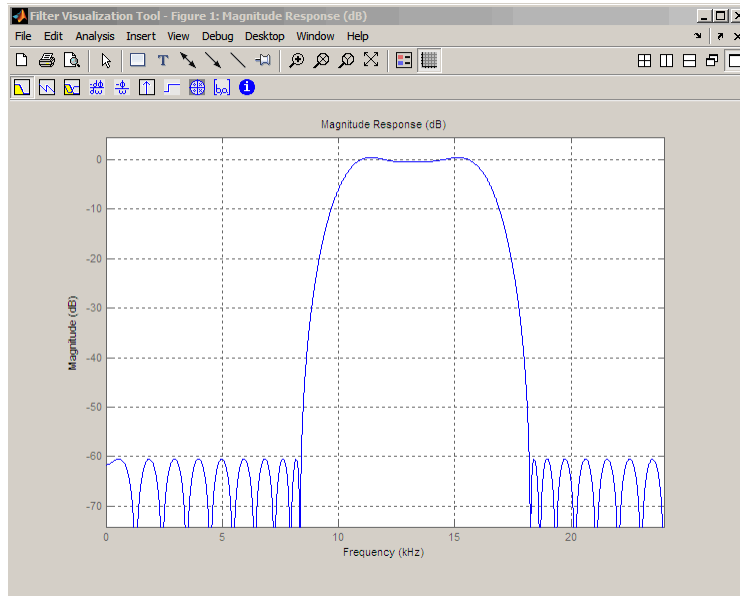 Filter Visualization Tool - Figure 1: Magnitude Response (dB)
File Edit Analysis Insert View Debug Desktop Window Help
Magnitude Response (dB)
0
-10
-20
-30
-40
-50
-60
-70
Magnitude (dB)
0 5 10 15 20
Frequency (kHz)